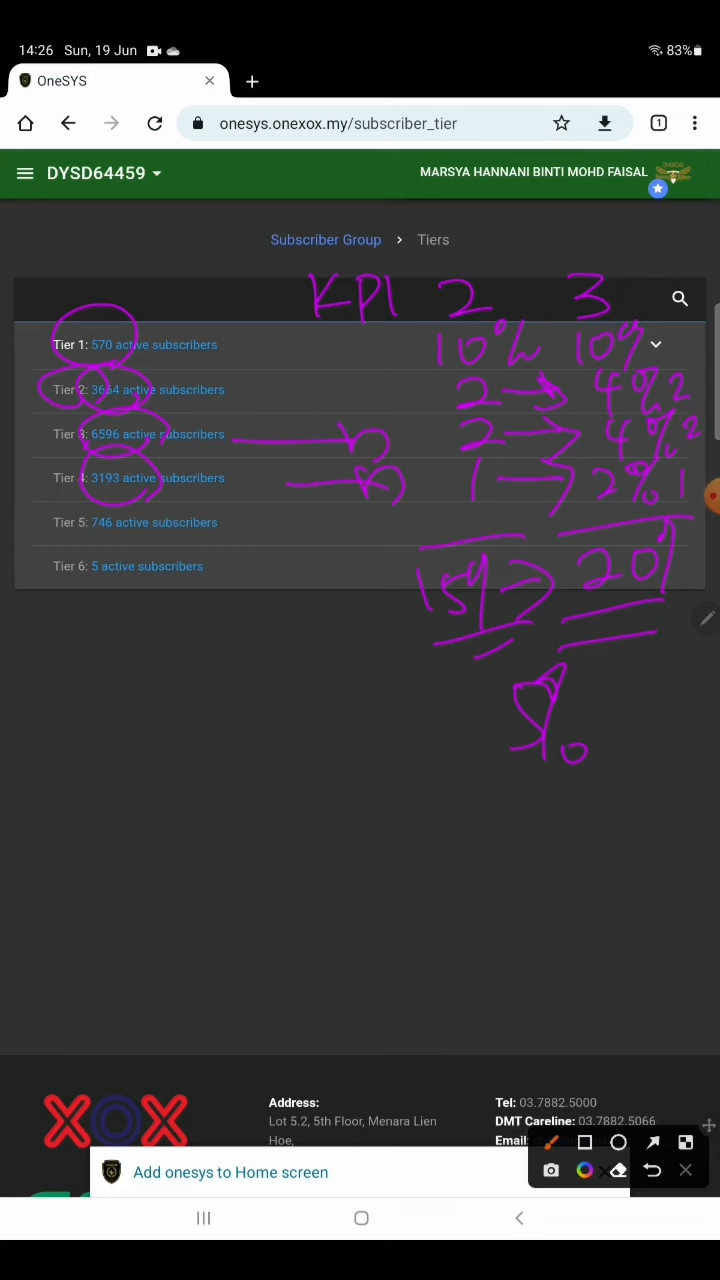 14:26 Sun, 19 Jun 83%
OneSYS
onesys.onexox.my/subscriber_tier 1
DYSD64459 MARSYA HANNANI BINTI MOHD FAISAL
Subscriber Group > Tiers
KPI 2 3
Tier 1: 570 active subscribers 10% 10%
Tier 2: 3664 active subscribers 2 → 4% 2
Tier 3: 6596 active subscribers 2 → 4% 2
Tier 4: 3193 active subscribers 1 → 2% 1
Tier 5: 746 active subscribers
Tier 6: 5 active subscribers
15% 20%
XOX
Address:
Lot 5.2, 5th Floor, Menara Lien
Hoe,
Tel: 03.7882.5000
DMT Careline: 03.7882.5066
Email:
Add onesys to Home screen